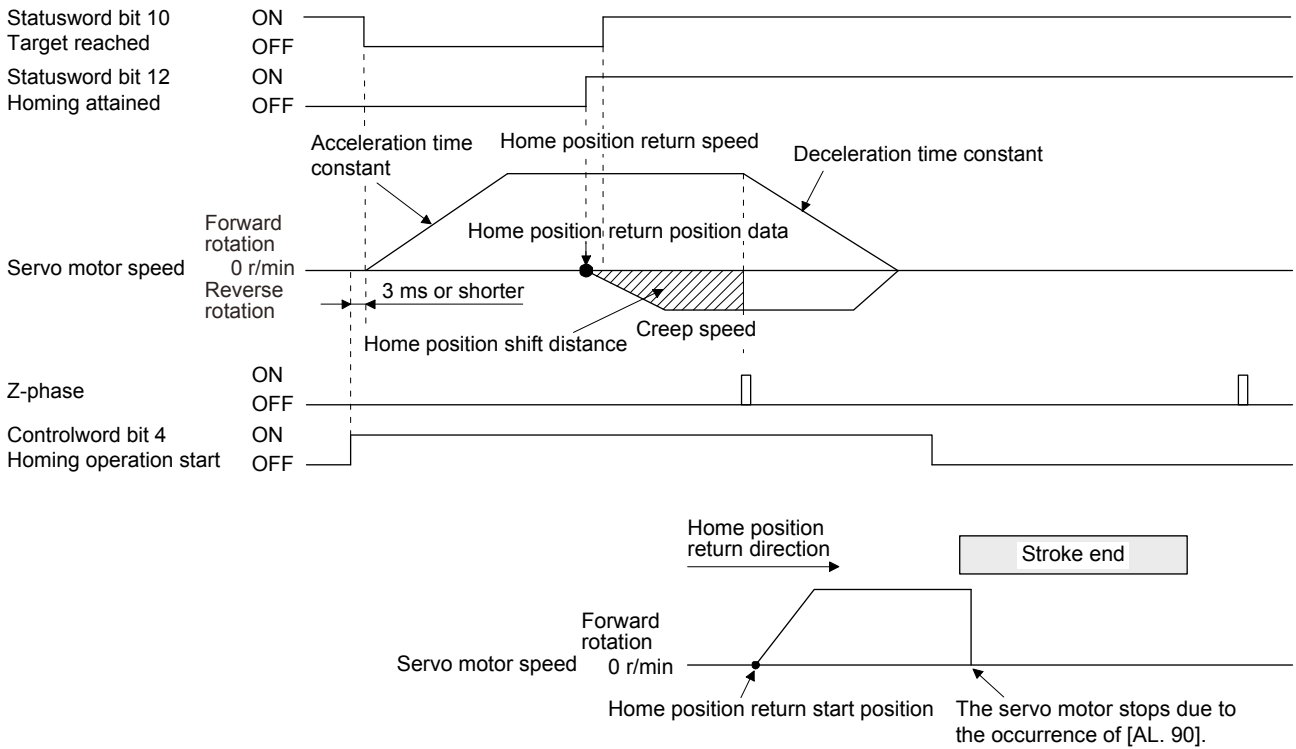 Statusword bit 10 ON
Target reached OFF
Statusword bit 12 ON
Homing attained OFF
Acceleration time
constant
Home position return speed
Deceleration time constant
Forward
rotation
Home position return position data
Servo motor speed 0 r/min
Reverse
rotation
3 ms or shorter
Creep speed
Home position shift distance
ON
Z-phase
OFF
Controlword bit 4 ON
Homing operation start OFF
Home position
return direction
Stroke end
Forward
rotation
Servo motor speed 0 r/min
Home position return start position
The servo motor stops due to
the occurrence of [AL. 90].